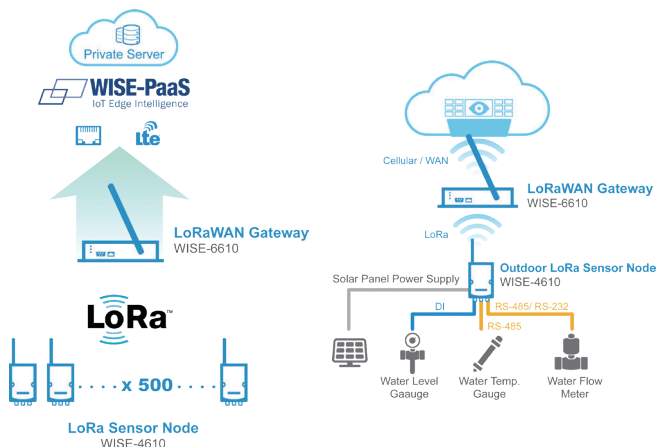 Private Server
WISE-PaaS
IoT Edge Intelligence
Lte
LoRaWAN Gateway
WISE-6610
LoRa™
x 500
LoRa Sensor Node
WISE-4610
Cellular / WAN
LoRaWAN Gateway
WISE-6610
LoRa
Outdoor LoRa Sensor Node
WISE-4610
Solar Panel Power Supply
DI
RS-485/ RS-232
RS-485
Water Level
Gaauge
Water Temp.
Gauge
Water Flow
Meter